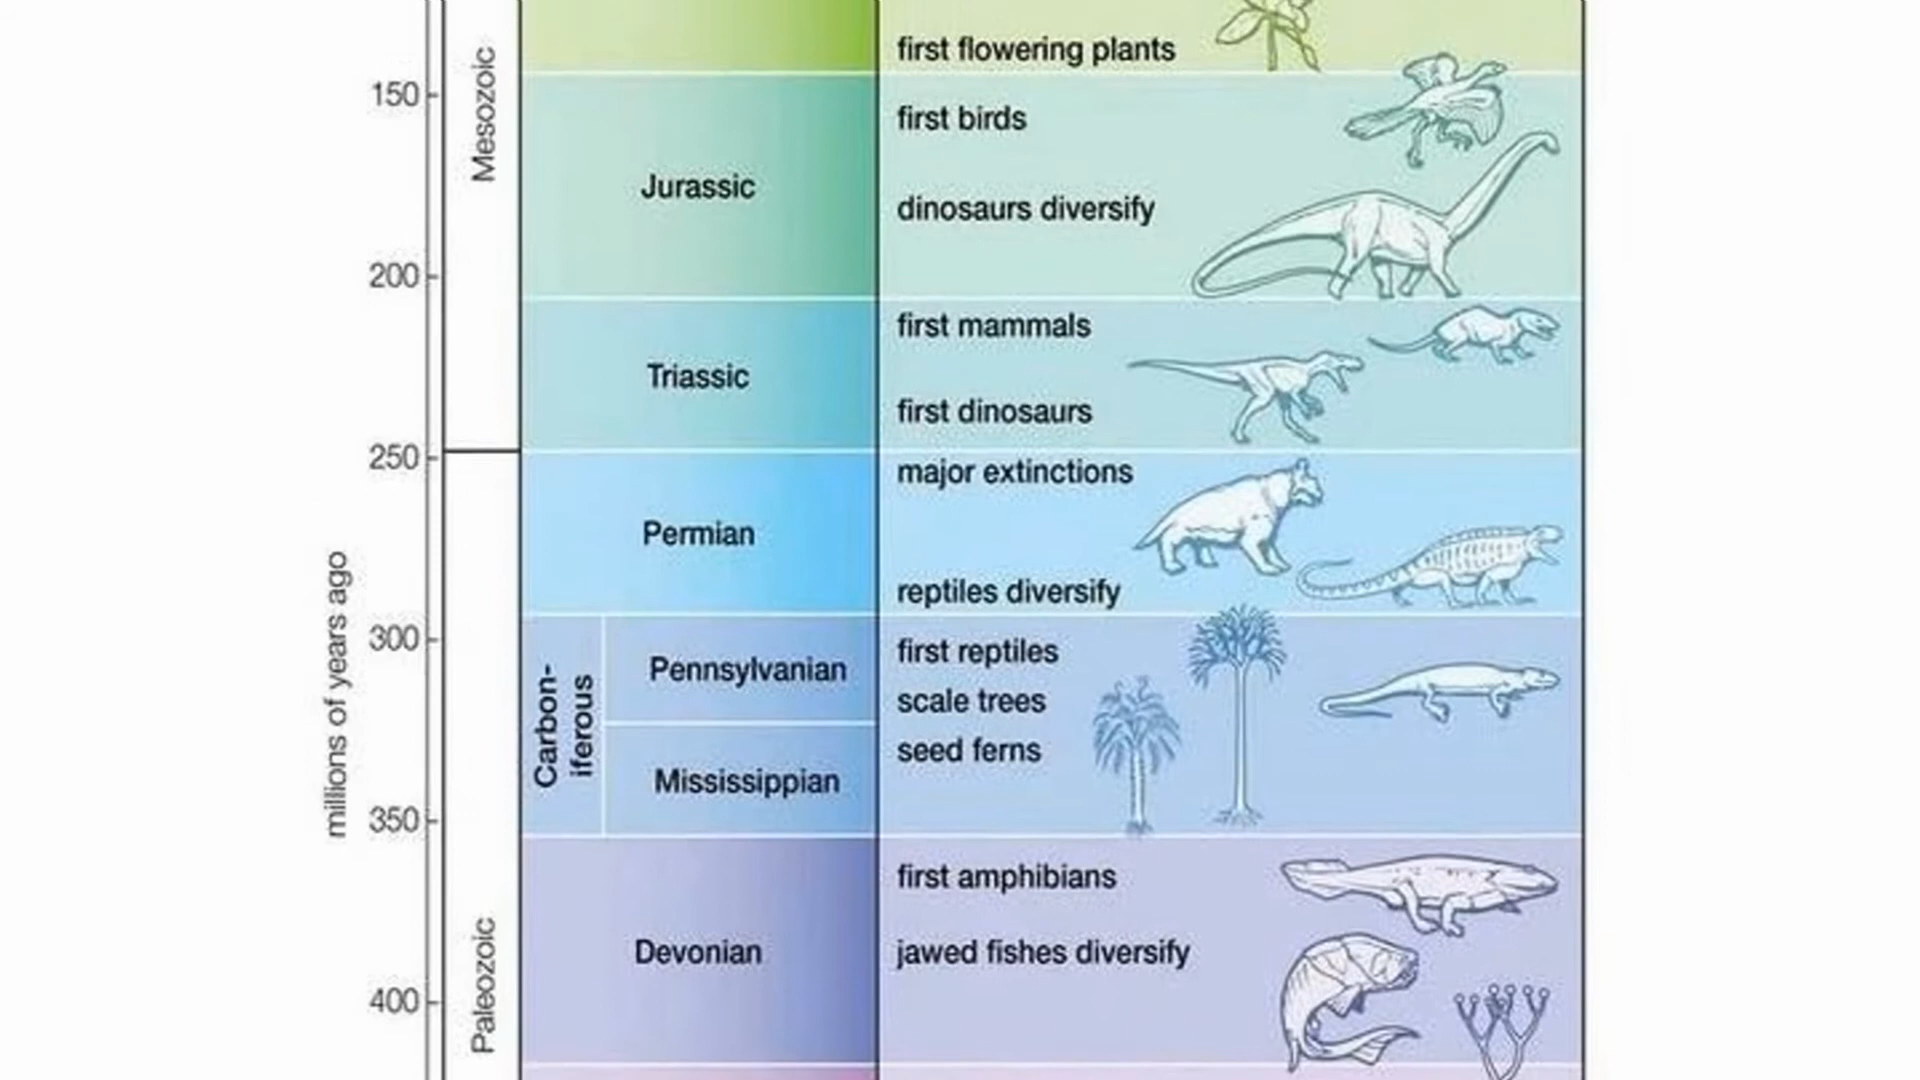 first flowering plants
150
Mesozoic
first birds
Jurassic
dinosaurs diversify
200
first mammals
Triassic
first dinosaurs
250
major extinctions
Permian
reptiles diversify
millions of years ago
300
Carbon-
iferous
Pennsylvanian
first reptiles
scale trees
seed ferns
Mississippian
350
first amphibians
Devonian
jawed fishes diversify
Paleozoic
400